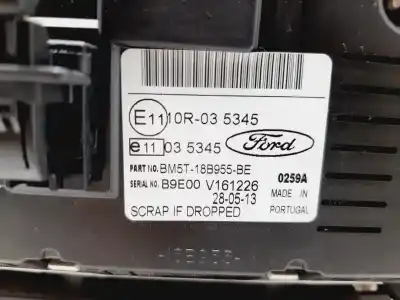 E11 10R-03 5345
e11 03 5345 Ford
PART NO. BM5T-18B955-BE
0259A
SERIAL NO. B9E00 V161226
MADE IN
28-05-13
PORTUGAL
SCRAP IF DROPPED